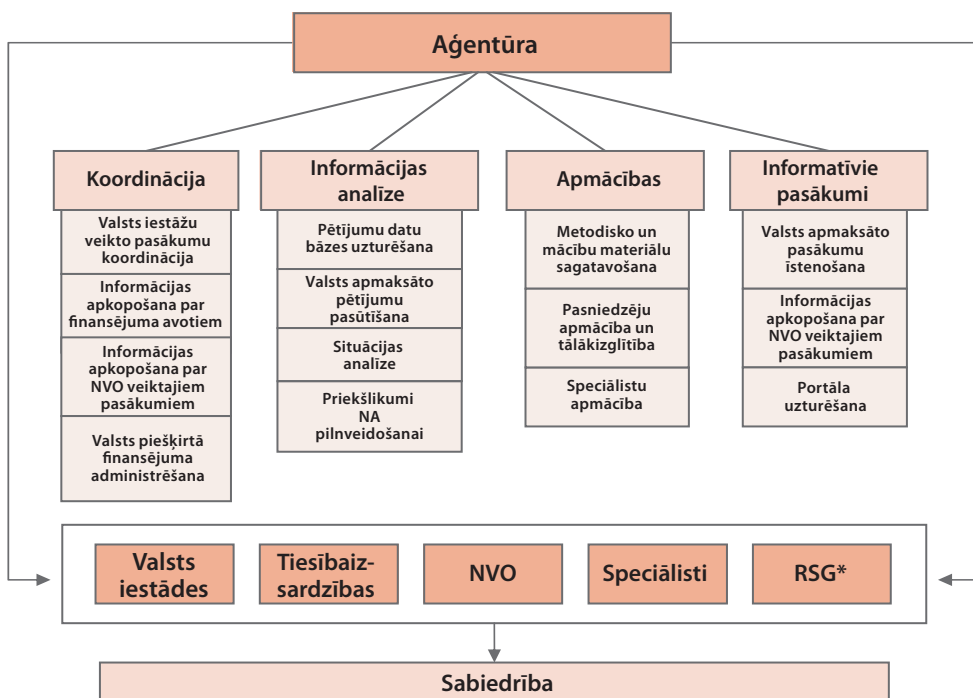 Aģentūra
Koordinācija
Valsts iestāžu
veikto pasākumu
koordinācija
Informācijas
apkopošana par
finansējuma avotiem
Informācijas
apkopošana par
NVO veiktajiem
pasākumiem
Valsts piešķirtā
finansējuma
administrēšana
Informācijas
analīze
Pētījumu datu
bāzes uzturēšana
Valsts apmaksāto
pētījumu
pasūtīšana
Situācijas
analīze
Priekšlikumi
NA
pilnveidošanai
Apmācības
Metodisko un
mācību materiālu
sagatavošana
Pasniedzēju
apmācība un
tālākizglītība
Speciālistu
apmācība
Informatīvie
pasākumi
Valsts apmaksāto
pasākumu
īstenošana
Informācijas
apkopošana par
NVO veiktajiem
pasākumiem
Portāla
uzturēšana
Valsts
iestādes
Tiesībaiz-
sardzības
NVO
Speciālisti
RSG*
Sabiedrība